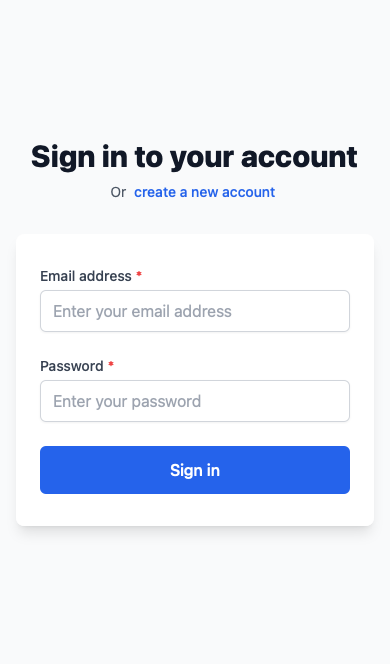 Sign in to your account
Or create a new account
Email address *
Enter your email address
Password *
Enter your password
Sign in